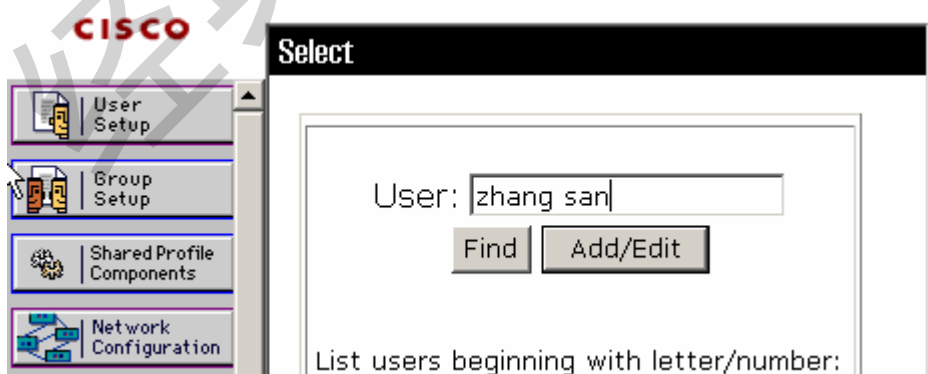 CISCO
Select
User
Setup
Group
Setup
Shared Profile
Components
Network
Configuration
User: zhang san
Find Add/Edit
List users beginning with letter/number: